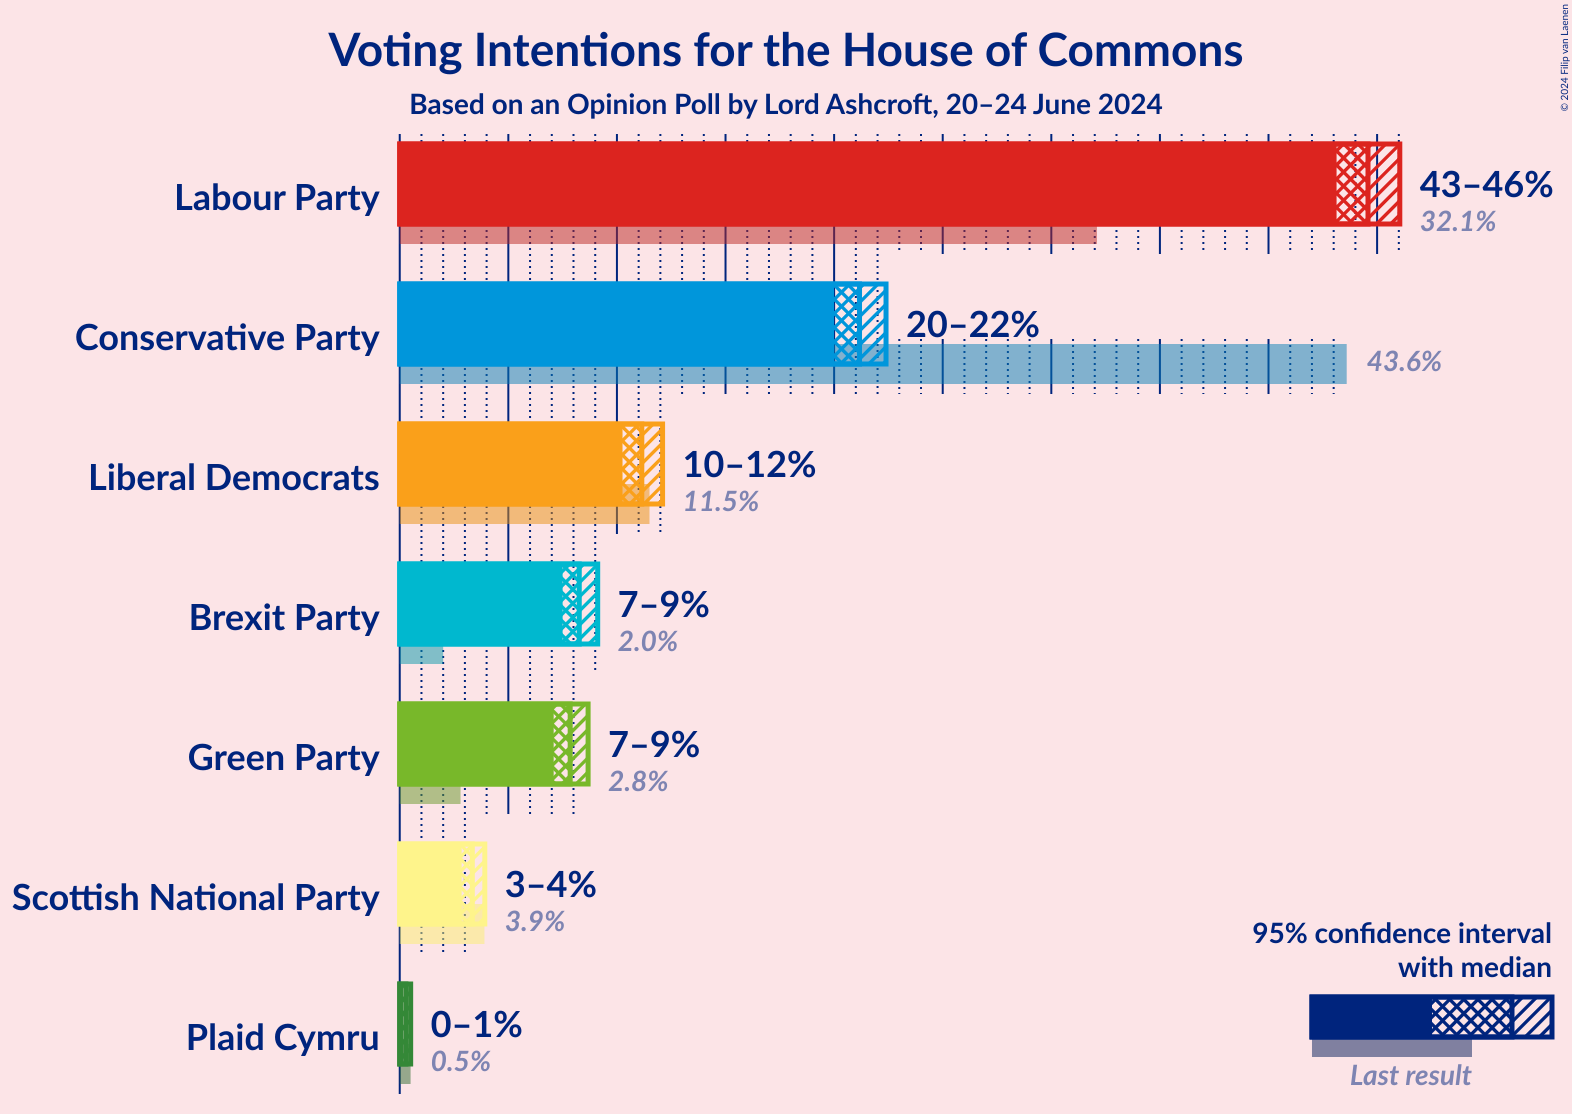 Voting Intentions for the House of Commons
Based on an Opinion Poll by Lord Ashcroft, 20–24 June 2024
© 2024 Filip van Laenen
Labour Party
43–46%
32.1%
Conservative Party
20–22%
43.6%
Liberal Democrats
10–12%
11.5%
Brexit Party
7–9%
2.0%
Green Party
7–9%
2.8%
Scottish National Party
3–4%
3.9%
Plaid Cymru
0–1%
0.5%
95% confidence interval
with median
Last result